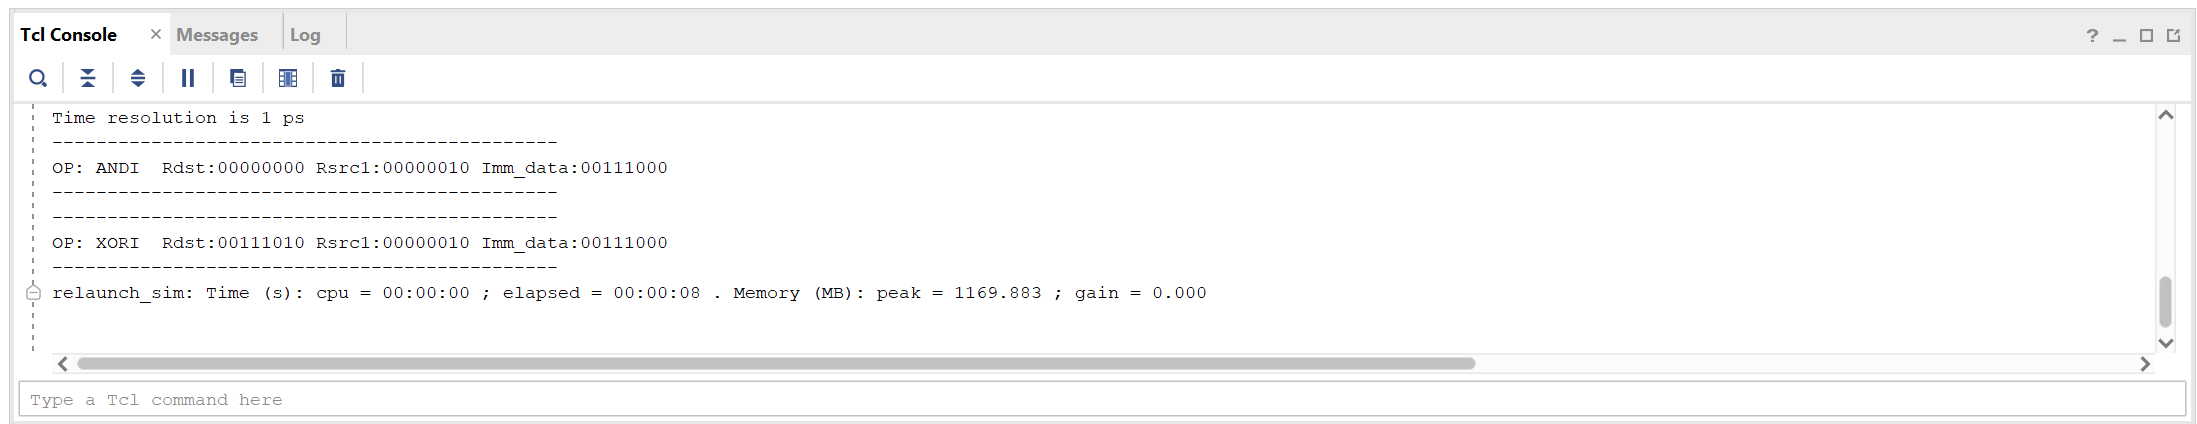 Tcl Console × Messages Log ?
Time resolution is 1 ps
----------------------------------------------
OP: ANDI  Rdst:00000000 Rsrc1:00000010 Imm_data:00111000
----------------------------------------------
----------------------------------------------
OP: XORI  Rdst:00111010 Rsrc1:00000010 Imm_data:00111000
----------------------------------------------
relaunch_sim: Time (s): cpu = 00:00:00 ; elapsed = 00:00:08 . Memory (MB): peak = 1169.883 ; gain = 0.000
Type a Tcl command here